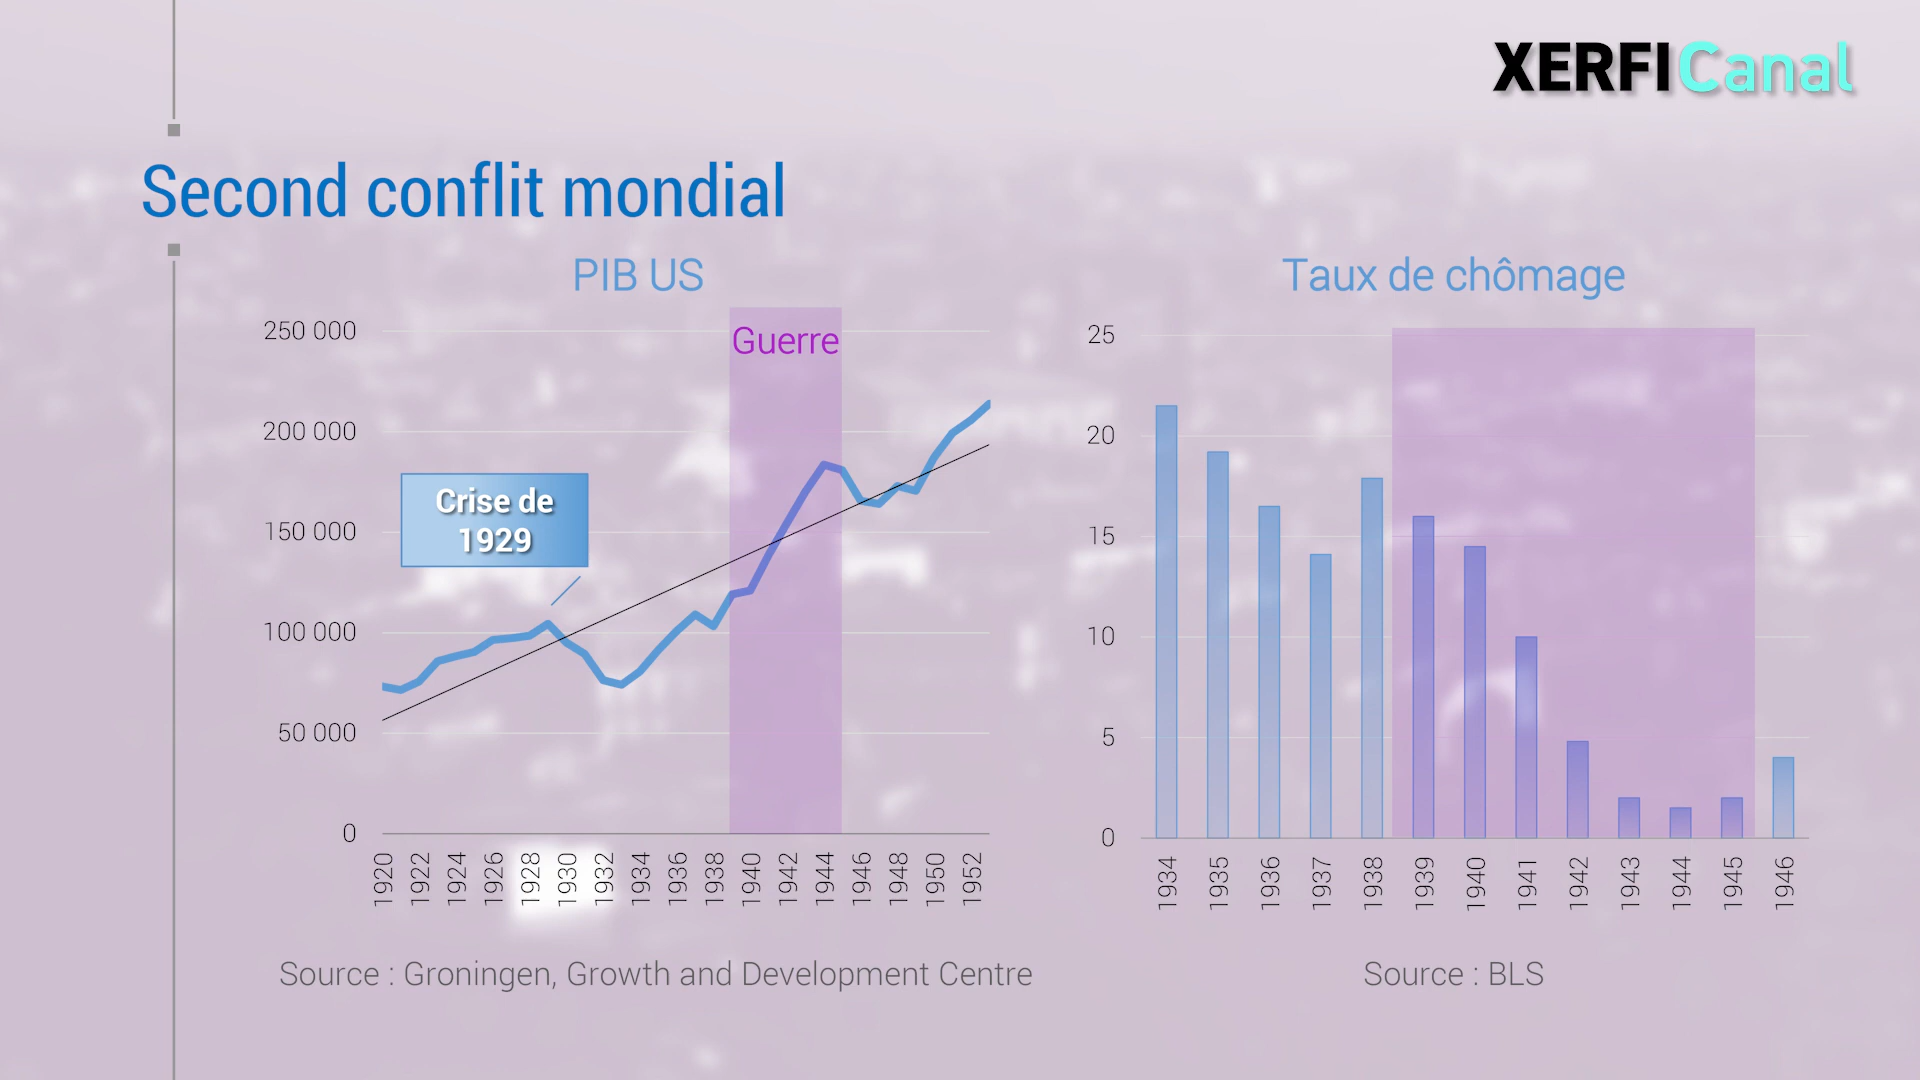 XERFI Canal
Second conflit mondial
PIB US
250 000
200 000
150 000
100 000
50 000
0
Guerre
Crise de
1929
1920 1922 1924 1926 1928 1930 1932 1934 1936 1938 1940 1942 1944 1946 1948 1950 1952
Source : Groningen, Growth and Development Centre
Taux de chômage
25
20
15
10
5
0
1934 1935 1936 1937 1938 1939 1940 1941 1942 1943 1944 1945 1946
Source : BLS